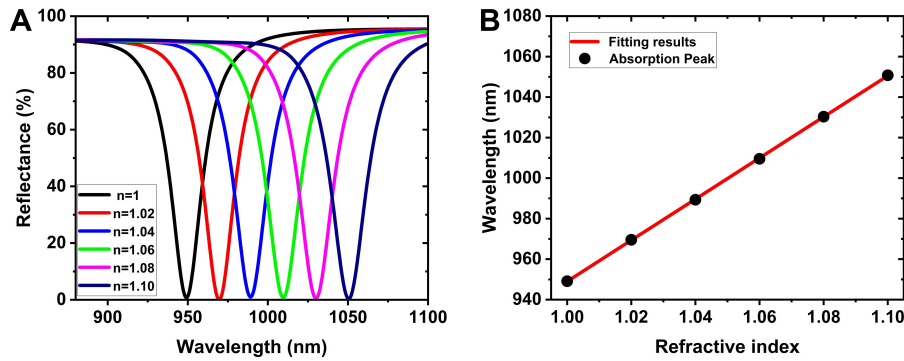 A
100
80
60
40
20
0
Reflectance (%)
n=1
n=1.02
n=1.04
n=1.06
n=1.08
n=1.10
900
950
1000
1050
1100
Wavelength (nm)
B
1080
1060
1040
1020
1000
980
960
940
Wavelength (nm)
Fitting results
Absorption Peak
1.00
1.02
1.04
1.06
1.08
1.10
Refractive index